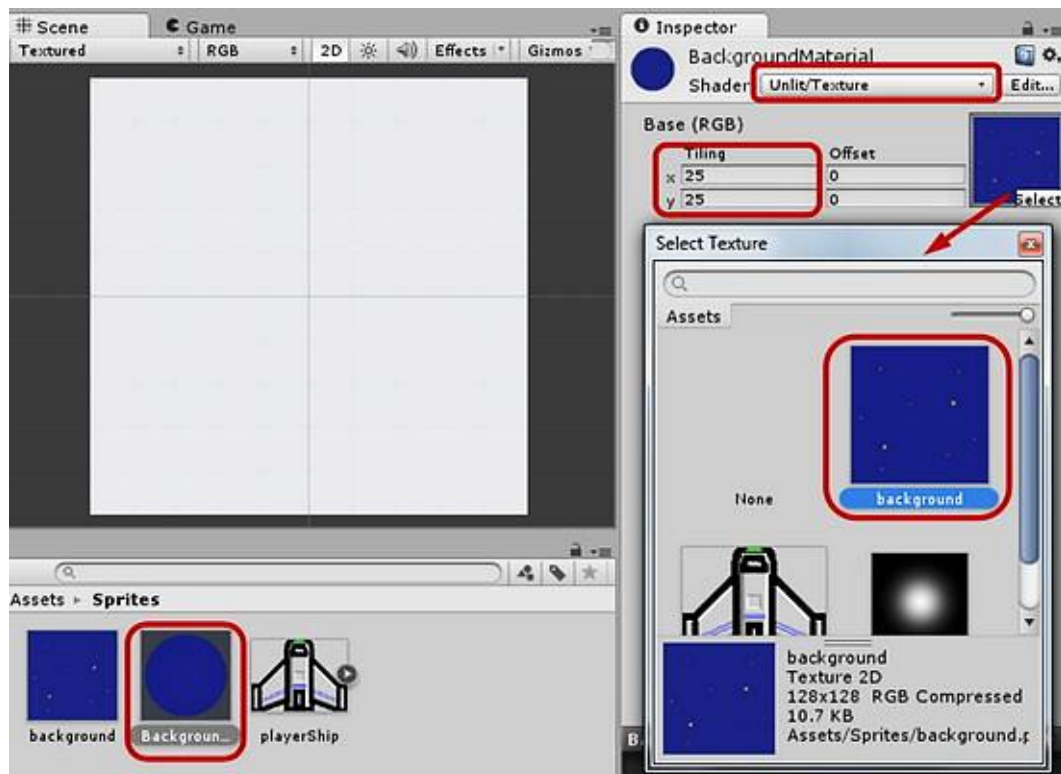 Scene
Game
Textured
RGB
2D
Effects
Gizmos
Inspector
BackgroundMaterial
Shader
Unlit/Texture
Edit...
Base (RGB)
Tiling
Offset
x 25
0
y 25
0
Select
Select Texture
Assets
None
background
background
Texture 2D
128x128 RGB Compressed
10.7 KB
Assets/Sprites/background.p
Assets ▸ Sprites
background
Backgroun...
playerShip
B